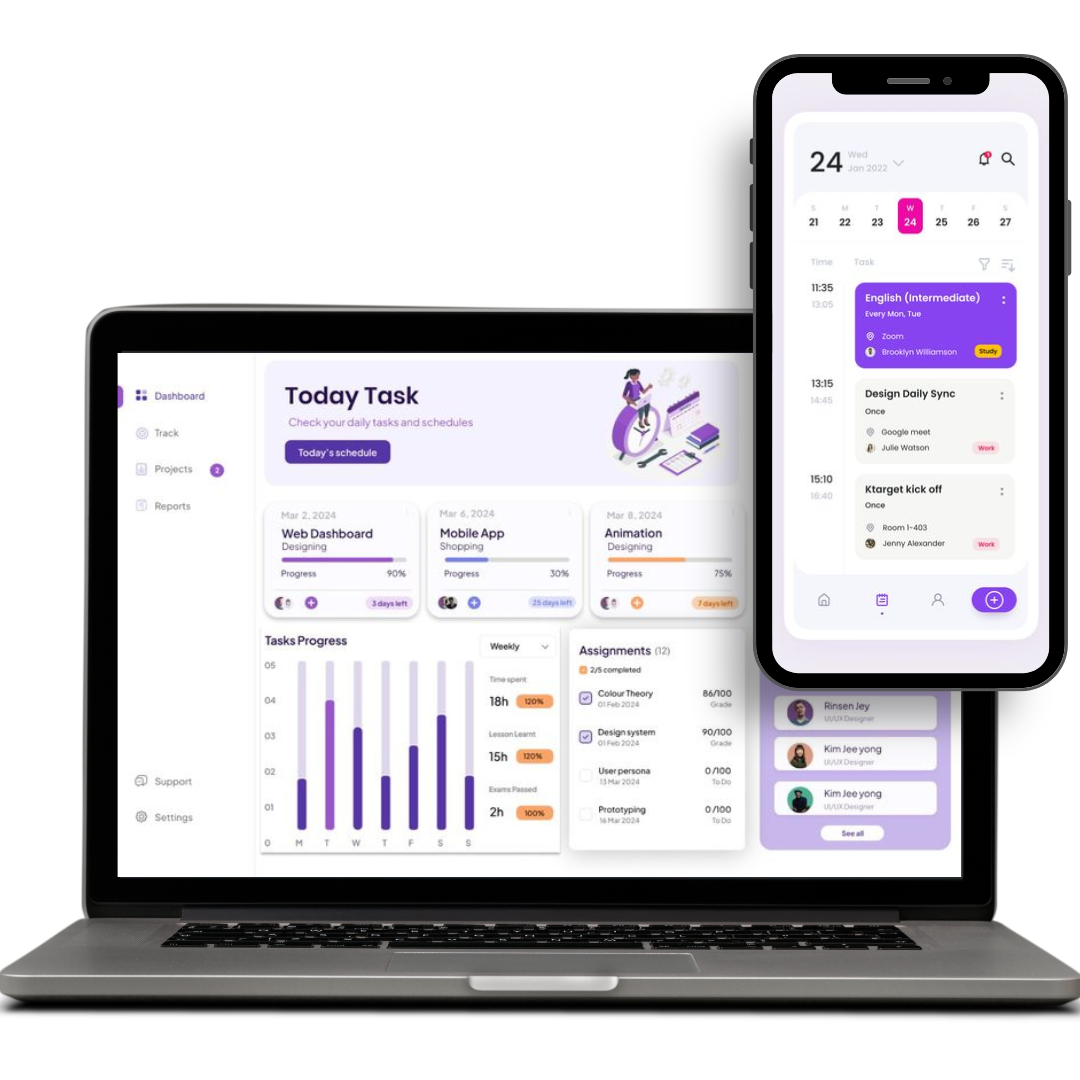 24
Wed
Jan 2022
1
S M T W T F S
21 22 23 24 25 26 27
Time Task
11:35
13:05
English (Intermediate)
Every Mon, Tue
Zoom
Brooklyn Williamson
Study
13:15
14:45
Design Daily Sync
Once
Google meet
Julie Watson
Work
15:10
16:40
Ktarget kick off
Once
Room 1-403
Jenny Alexander
Work
Dashboard
Track
Projects 2
Reports
Support
Settings
Today Task
Check your daily tasks and schedules
Today's schedule
Mar 2, 2024
Web Dashboard
Designing
Progress 90%
3 days left
Mar 6, 2024
Mobile App
Shopping
Progress 30%
25 days left
Mar 8, 2024
Animation
Designing
Progress 75%
7 days left
Tasks Progress
Weekly
05
04
03
02
01
0 M T W T F S S
Time spent
18h 120%
Lesson Learnt
15h 120%
Exams Passed
2h 100%
Assignments (12)
2/5 completed
Colour Theory 86/100
01 Feb 2024 Grade
Design system 90/100
01 Feb 2024 Grade
User persona 0/100
13 Mar 2024 To Do
Prototyping 0/100
16 Mar 2024 To Do
Rinsen Jey
UI/UX Designer
Kim Jee yong
UI/UX Designer
Kim Jee yong
UI/UX Designer
See all